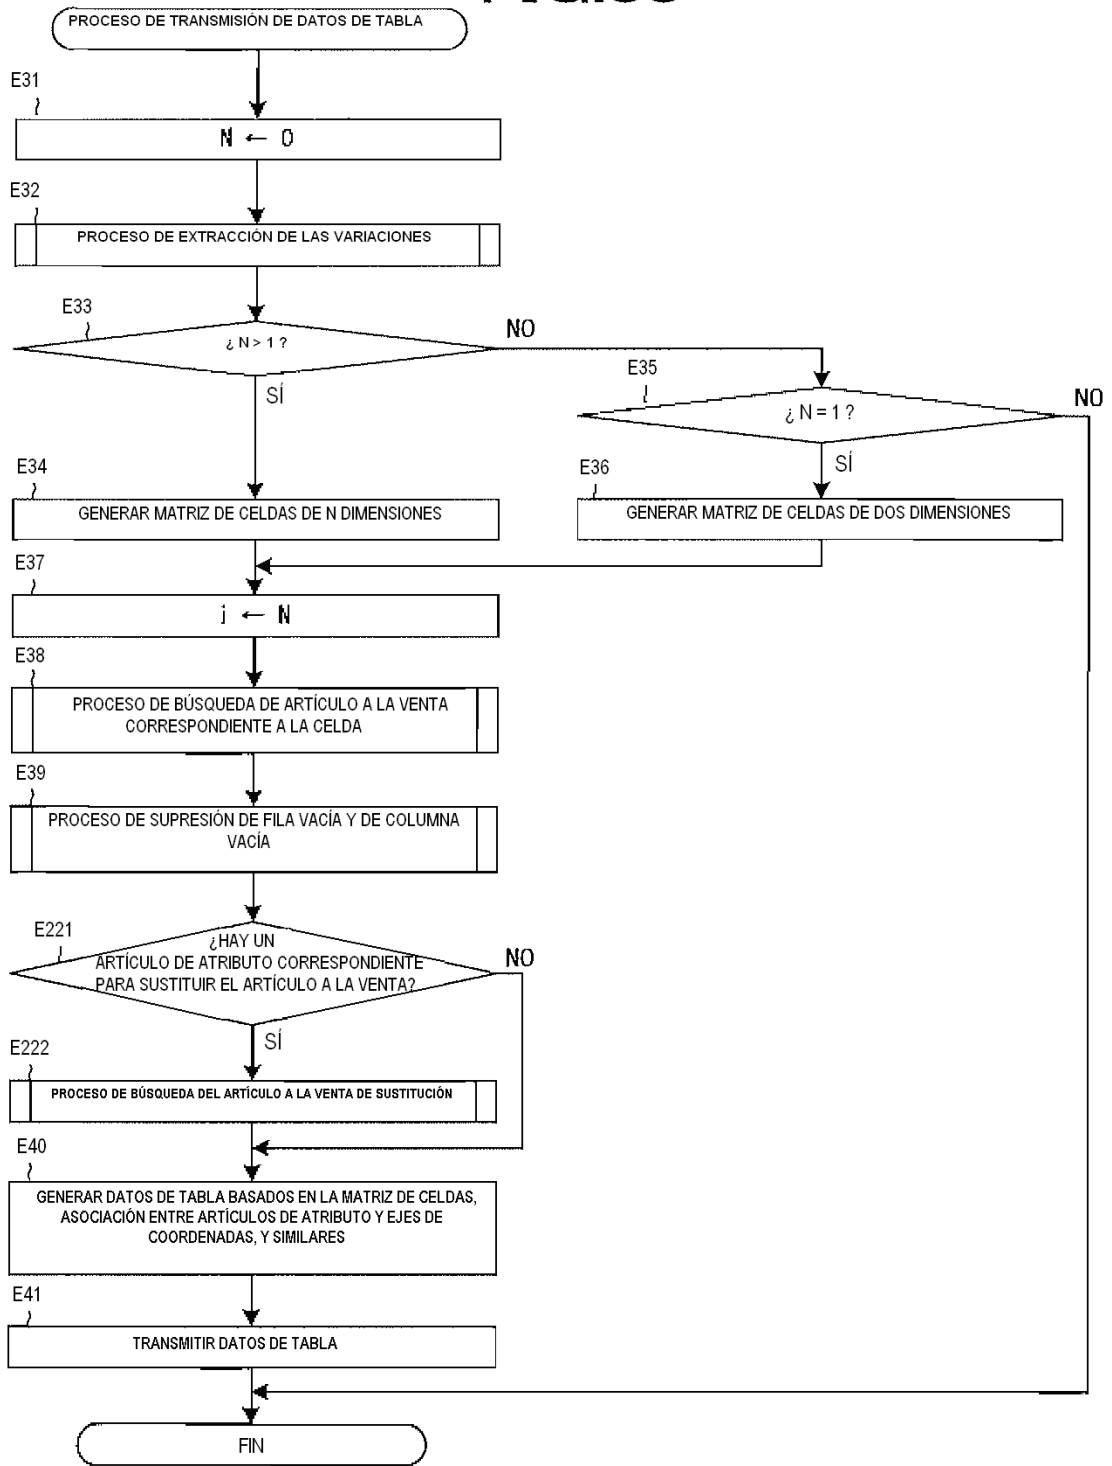 PROCESO DE TRANSMISIÓN DE DATOS DE TABLA
E31
N ← 0
E32
PROCESO DE EXTRACCIÓN DE LAS VARIACIONES
E33
¿ N > 1 ?
NO
SÍ
E35
¿ N = 1 ?
NO
SÍ
E34
GENERAR MATRIZ DE CELDAS DE N DIMENSIONES
E36
GENERAR MATRIZ DE CELDAS DE DOS DIMENSIONES
E37
j ← N
E38
PROCESO DE BÚSQUEDA DE ARTÍCULO A LA VENTA
CORRESPONDIENTE A LA CELDA
E39
PROCESO DE SUPRESIÓN DE FILA VACÍA Y DE COLUMNA
VACÍA
E221
¿HAY UN
ARTÍCULO DE ATRIBUTO CORRESPONDIENTE
PARA SUSTITUIR EL ARTÍCULO A LA VENTA?
NO
SÍ
E222
PROCESO DE BÚSQUEDA DEL ARTÍCULO A LA VENTA DE SUSTITUCIÓN
E40
GENERAR DATOS DE TABLA BASADOS EN LA MATRIZ DE CELDAS,
ASOCIACIÓN ENTRE ARTÍCULOS DE ATRIBUTO Y EJES DE
COORDENADAS, Y SIMILARES
E41
TRANSMITIR DATOS DE TABLA
FIN